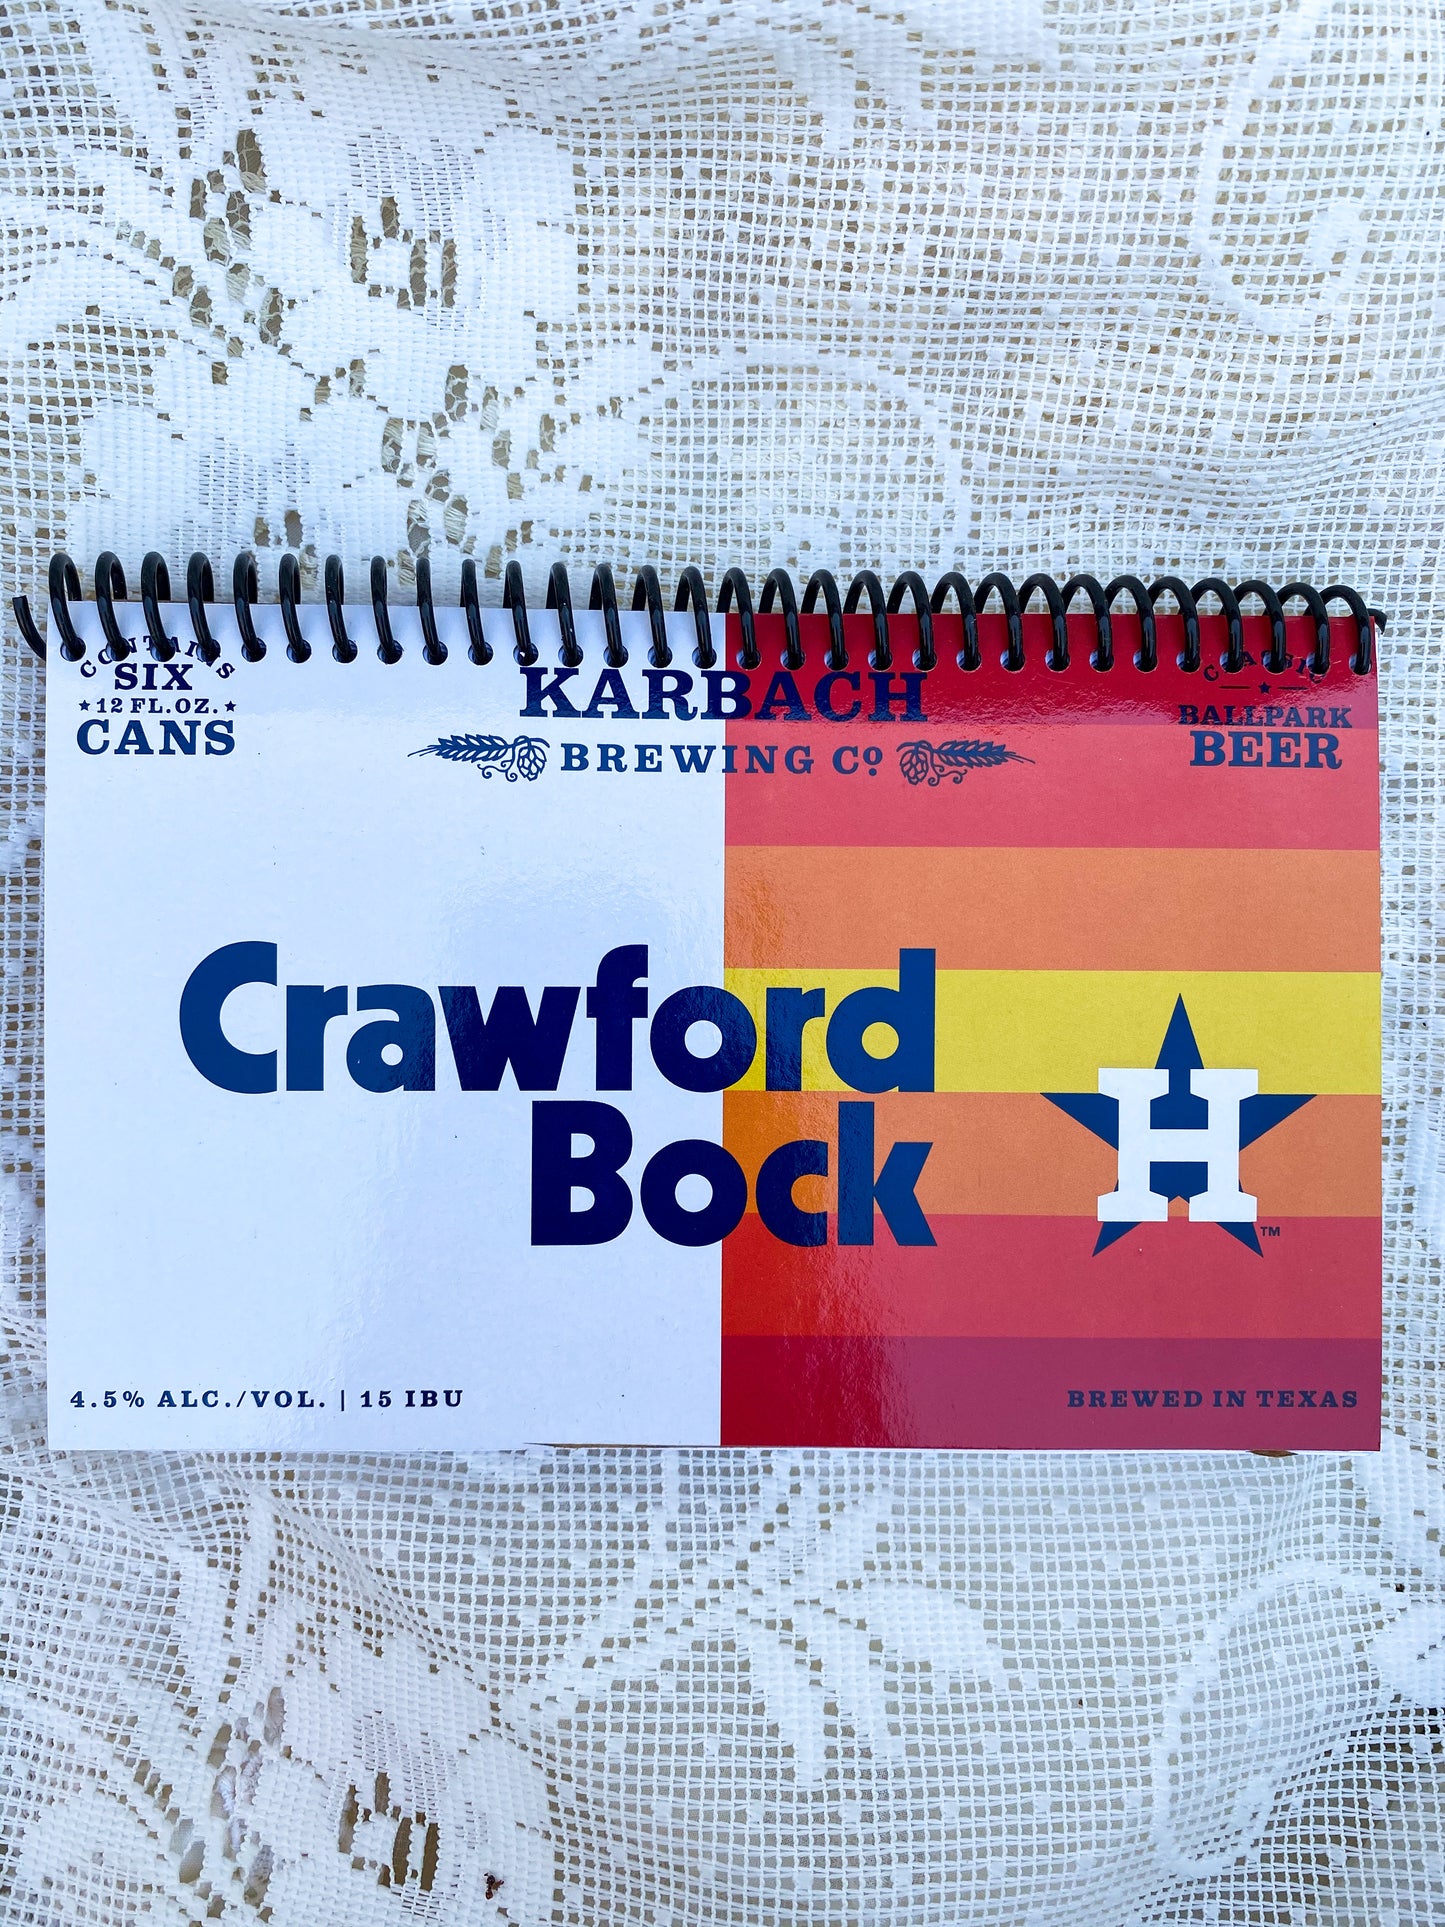 CONTAINS
SIX
★ 12 FL. OZ. ★
CANS
KARBACH
BREWING Cº
CLASSIC
★
BALLPARK
BEER
Crawford
Bock
H
™
4.5% ALC./VOL. | 15 IBU
BREWED IN TEXAS